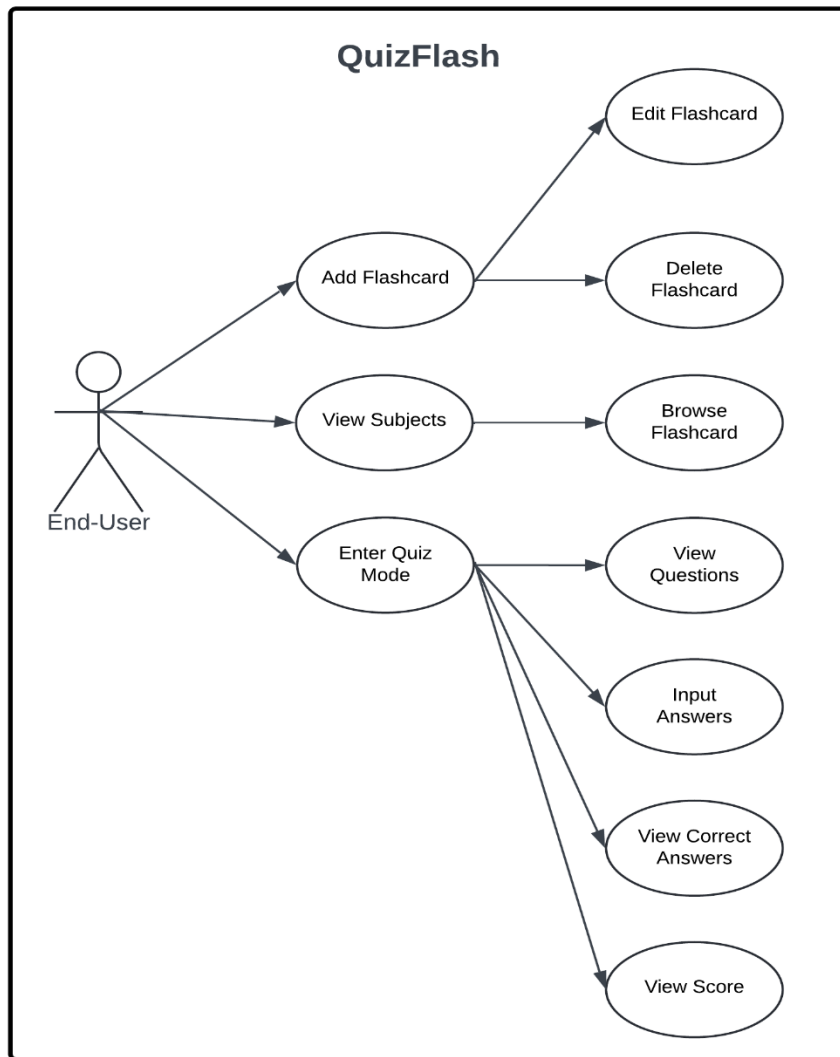 QuizFlash
Edit Flashcard
Add Flashcard
Delete
Flashcard
View Subjects
Browse
Flashcard
End-User
Enter Quiz
Mode
View
Questions
Input
Answers
View Correct
Answers
View Score